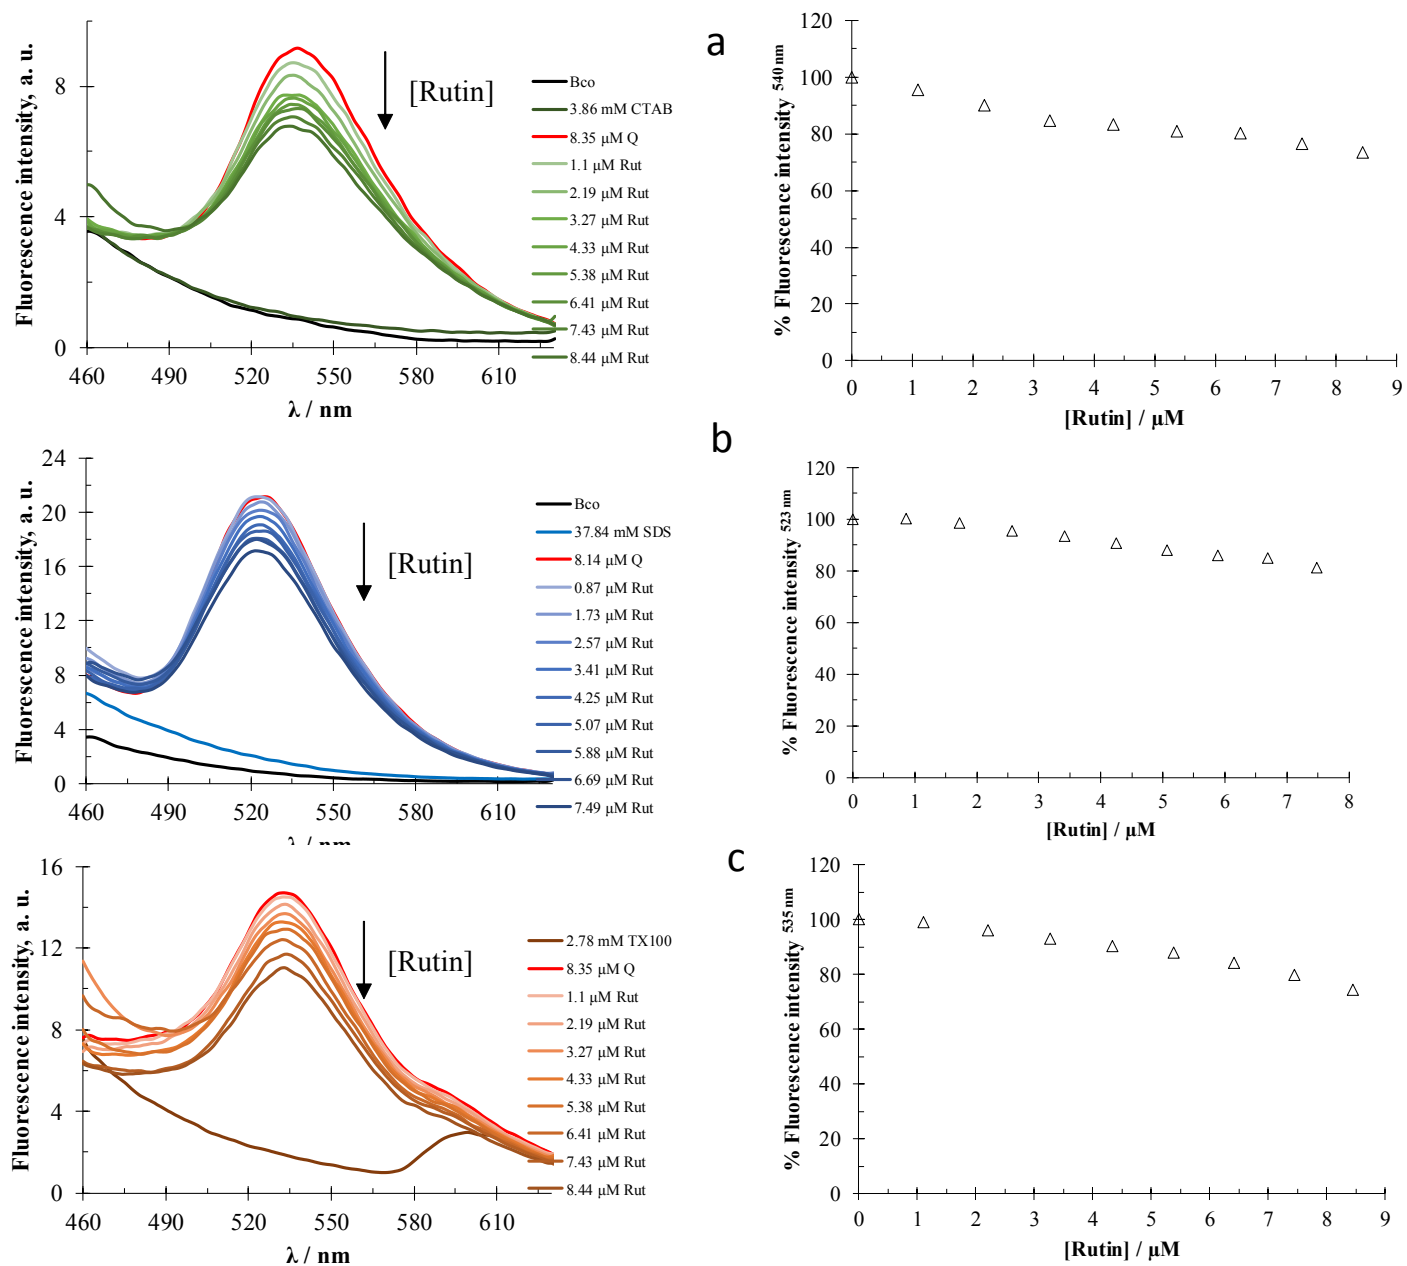 a
Fluorescence intensity, a. u.
8
4
0
460 490 520 550 580 610
λ / nm
[Rutin]
Bco
3.86 mM CTAB
8.35 µM Q
1.1 µM Rut
2.19 µM Rut
3.27 µM Rut
4.33 µM Rut
5.38 µM Rut
6.41 µM Rut
7.43 µM Rut
8.44 µM Rut
% Fluorescence intensity 540 nm
120
100
80
60
40
20
0
0 1 2 3 4 5 6 7 8 9
[Rutin] / µM
b
Fluorescence intensity, a. u.
24
20
16
12
8
4
0
460 490 520 550 580 610
λ / nm
[Rutin]
Bco
37.84 mM SDS
8.14 µM Q
0.87 µM Rut
1.73 µM Rut
2.57 µM Rut
3.41 µM Rut
4.25 µM Rut
5.07 µM Rut
5.88 µM Rut
6.69 µM Rut
7.49 µM Rut
% Fluorescence intensity 523 nm
120
100
80
60
40
20
0
0 1 2 3 4 5 6 7 8
[Rutin] / µM
c
Fluorescence intensity, a. u.
16
12
8
4
0
460 490 520 550 580 610
λ / nm
[Rutin]
2.78 mM TX100
8.35 µM Q
1.1 µM Rut
2.19 µM Rut
3.27 µM Rut
4.33 µM Rut
5.38 µM Rut
6.41 µM Rut
7.43 µM Rut
8.44 µM Rut
% Fluorescence intensity 535 nm
120
100
80
60
40
20
0
0 1 2 3 4 5 6 7 8 9
[Rutin] / µM